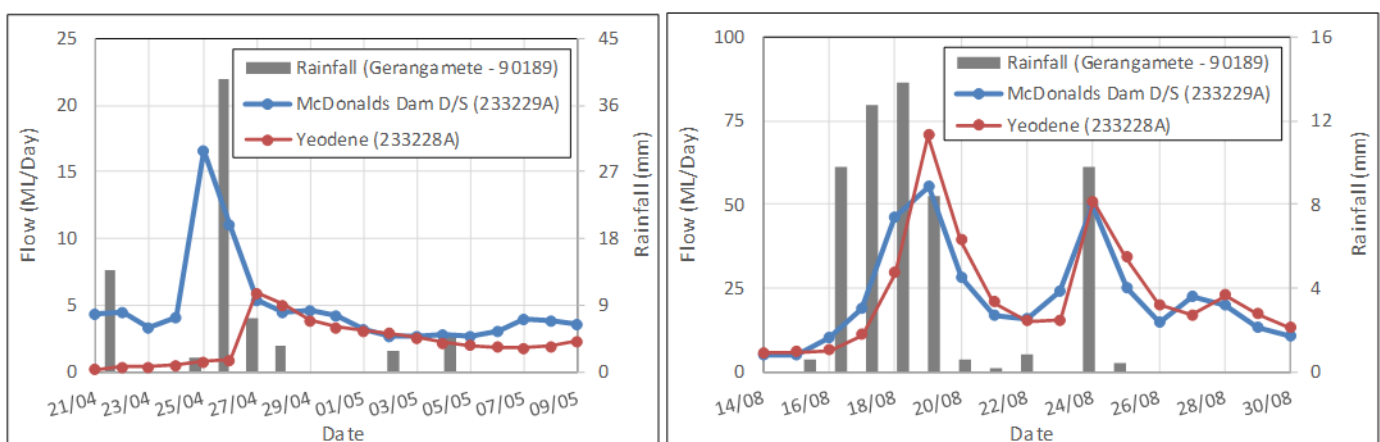 25
20
15
10
5
0
Flow (ML/Day)
45
36
27
18
9
0
Rainfall (mm)
Rainfall (Gerangamete - 90189)
McDonalds Dam D/S (233229A)
Yeodene (233228A)
21/04 23/04 25/04 27/04 29/04 01/05 03/05 05/05 07/05 09/05
Date
100
75
50
25
0
Flow (ML/Day)
16
12
8
4
0
Rainfall (mm)
Rainfall (Gerangamete - 90189)
McDonalds Dam D/S (233229A)
Yeodene (233228A)
14/08 16/08 18/08 20/08 22/08 24/08 26/08 28/08 30/08
Date